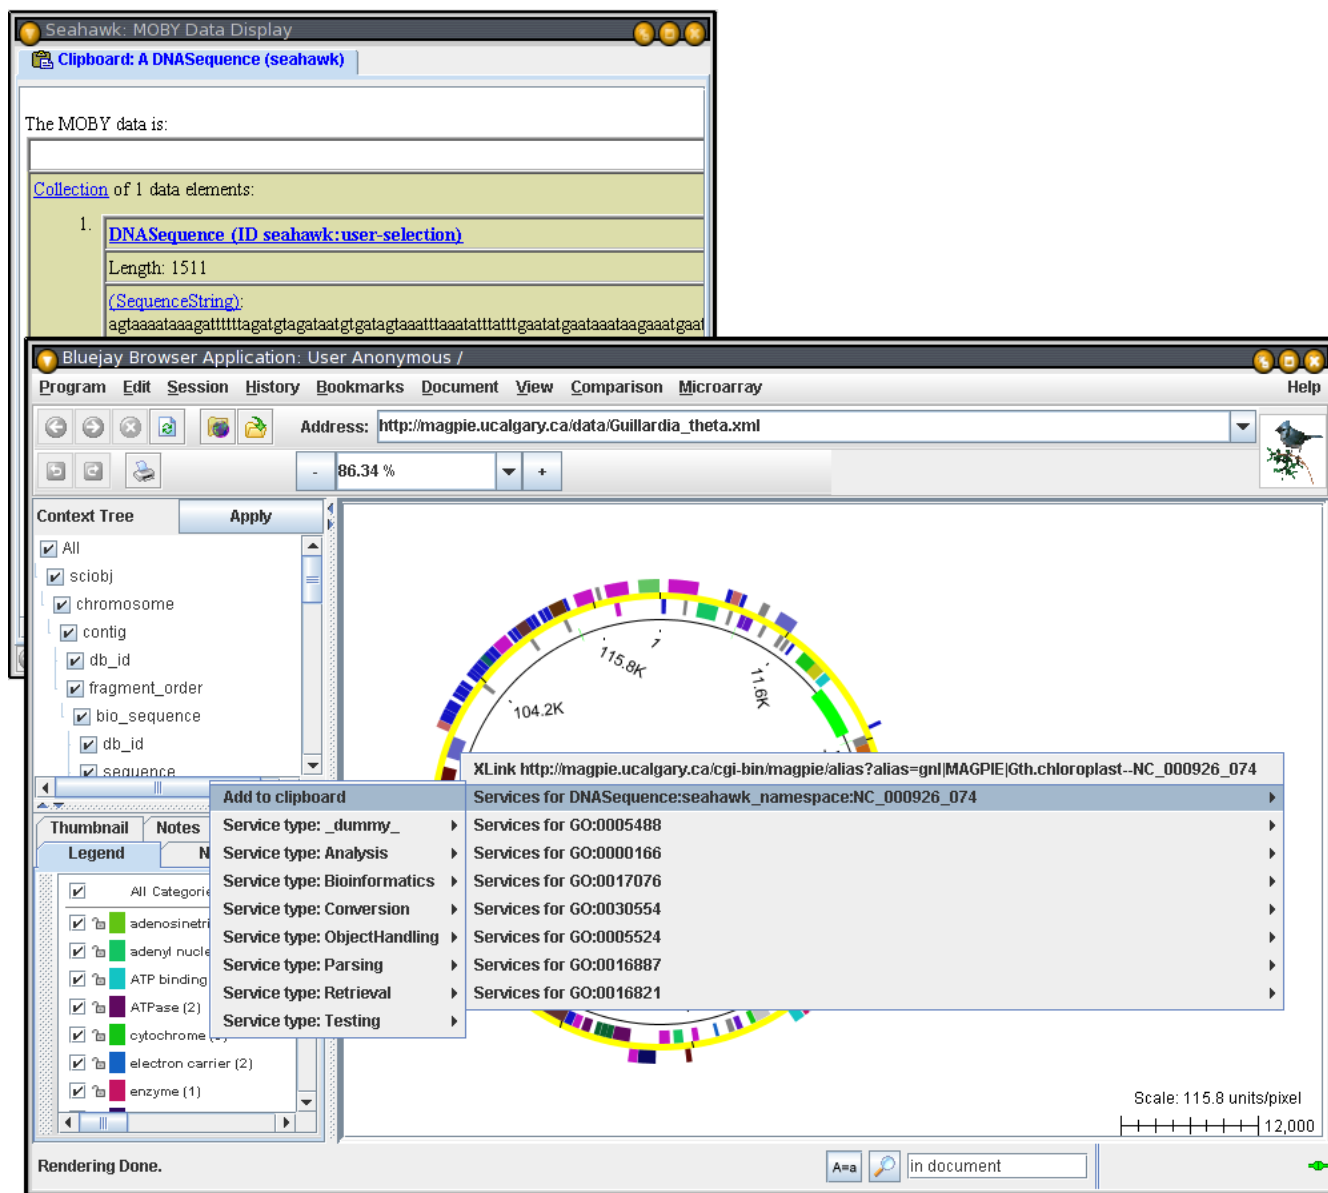 Seahawk: MOBY Data Display
Clipboard: A DNASequence (seahawk)
The MOBY data is:
Collection of 1 data elements:
1. DNASequence (ID seahawk:user-selection)
Length: 1511
(SequenceString):
agtaaaataaagattttttagatgtagataatgtgatagtaaatttaaatatttatttgaatatgaataaataagaaatgaat
Bluejay Browser Application: User Anonymous /
Program Edit Session History Bookmarks Document View Comparison Microarray Help
Address: http://magpie.ucalgary.ca/data/Guillardia_theta.xml
- 86.34 % +
Context Tree Apply
All
sciobj
chromosome
contig
db_id
fragment_order
bio_sequence
db_id
sequence
1
115.8K
11.6K
104.2K
XLink http://magpie.ucalgary.ca/cgi-bin/magpie/alias?alias=gnl|MAGPIE|Gth.chloroplast--NC_000926_074
Services for DNASequence:seahawk_namespace:NC_000926_074
Services for GO:0005488
Services for GO:0000166
Services for GO:0017076
Services for GO:0030554
Services for GO:0005524
Services for GO:0016887
Services for GO:0016821
Add to clipboard
Service type: _dummy_
Service type: Analysis
Service type: Bioinformatics
Service type: Conversion
Service type: ObjectHandling
Service type: Parsing
Service type: Retrieval
Service type: Testing
Thumbnail Notes
Legend N
All Categorie
adenosinetri
adenyl nucle
ATP binding
ATPase (2)
cytochrome
electron carrier (2)
enzyme (1)
Scale: 115.8 units/pixel
12,000
Rendering Done.
A=a in document